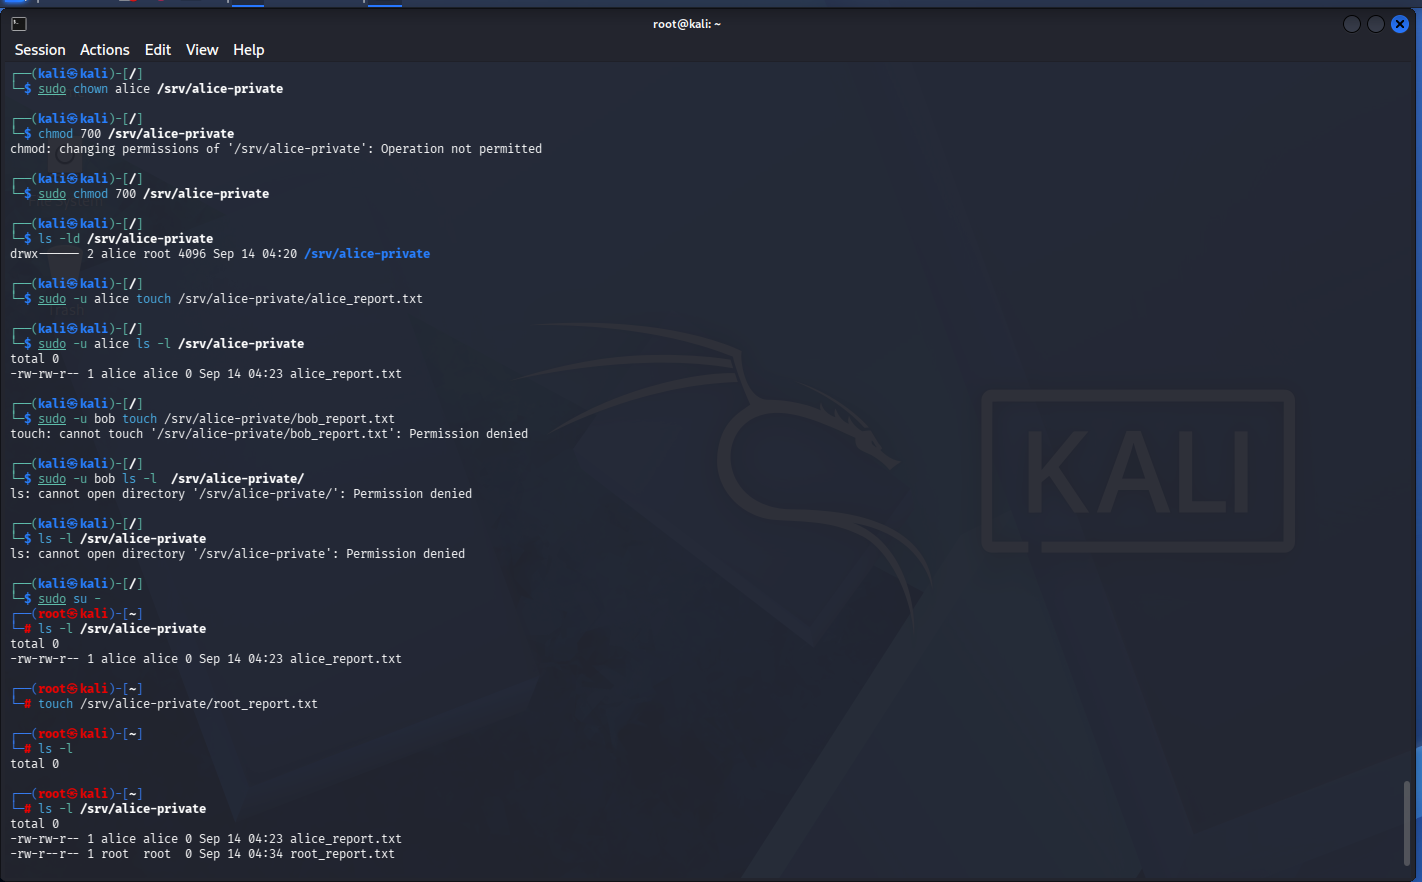 root@kali: ~
Session Actions Edit View Help
┌──(kali㉿kali)-[/]
└─$ sudo chown alice /srv/alice-private
┌──(kali㉿kali)-[/]
└─$ chmod 700 /srv/alice-private
chmod: changing permissions of '/srv/alice-private': Operation not permitted
┌──(kali㉿kali)-[/]
└─$ sudo chmod 700 /srv/alice-private
┌──(kali㉿kali)-[/]
└─$ ls -ld /srv/alice-private
drwx------ 2 alice root 4096 Sep 14 04:20 /srv/alice-private
┌──(kali㉿kali)-[/]
└─$ sudo -u alice touch /srv/alice-private/alice_report.txt
Trash
┌──(kali㉿kali)-[/]
└─$ sudo -u alice ls -l /srv/alice-private
total 0
-rw-rw-r-- 1 alice alice 0 Sep 14 04:23 alice_report.txt
┌──(kali㉿kali)-[/]
└─$ sudo -u bob touch /srv/alice-private/bob_report.txt
touch: cannot touch '/srv/alice-private/bob_report.txt': Permission denied
┌──(kali㉿kali)-[/]
└─$ sudo -u bob ls -l  /srv/alice-private/
ls: cannot open directory '/srv/alice-private/': Permission denied
┌──(kali㉿kali)-[/]
└─$ ls -l /srv/alice-private
ls: cannot open directory '/srv/alice-private': Permission denied
┌──(kali㉿kali)-[/]
└─$ sudo su -
┌──(root㉿kali)-[~]
└─# ls -l /srv/alice-private
total 0
-rw-rw-r-- 1 alice alice 0 Sep 14 04:23 alice_report.txt
┌──(root㉿kali)-[~]
└─# touch /srv/alice-private/root_report.txt
┌──(root㉿kali)-[~]
└─# ls -l
total 0
┌──(root㉿kali)-[~]
└─# ls -l /srv/alice-private
total 0
-rw-rw-r-- 1 alice alice 0 Sep 14 04:23 alice_report.txt
-rw-r--r-- 1 root  root  0 Sep 14 04:34 root_report.txt
KALI